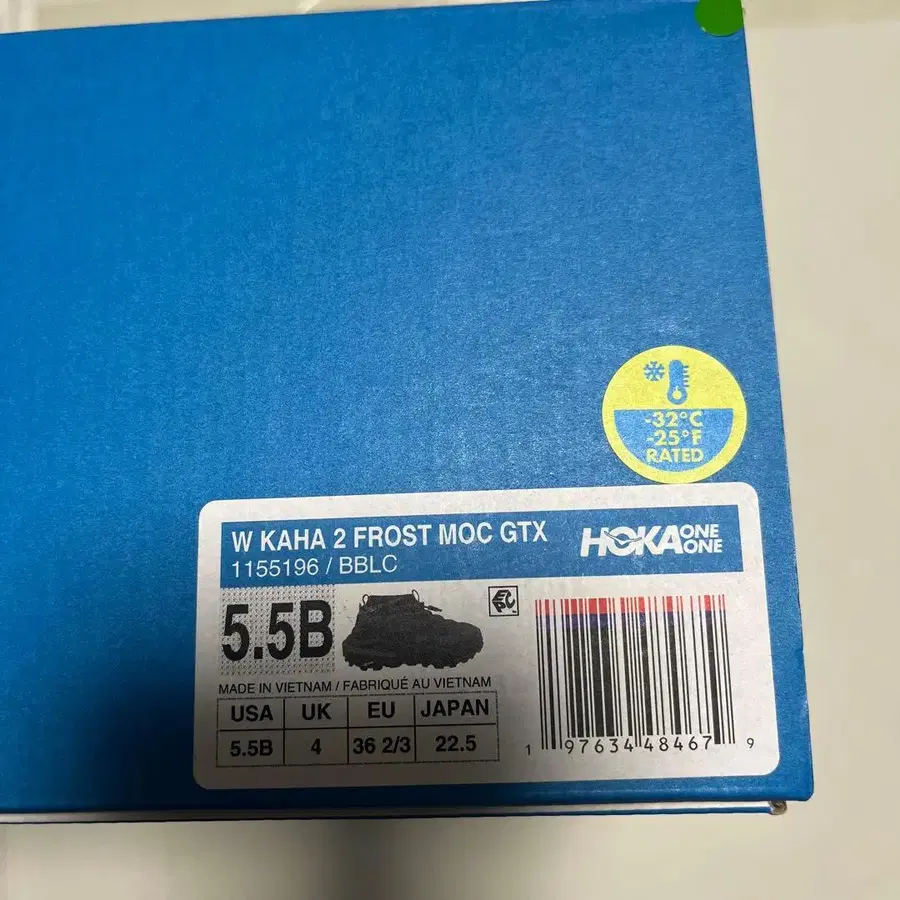 -32°C
-25°F
RATED
W KAHA 2 FROST MOC GTX
HOKA ONE ONE
1155196 / BBLC
5.5B
MADE IN VIETNAM / FABRIQUÉ AU VIETNAM
USA UK EU JAPAN
5.5B 4 36 2/3 22.5
1 97634 48467 9